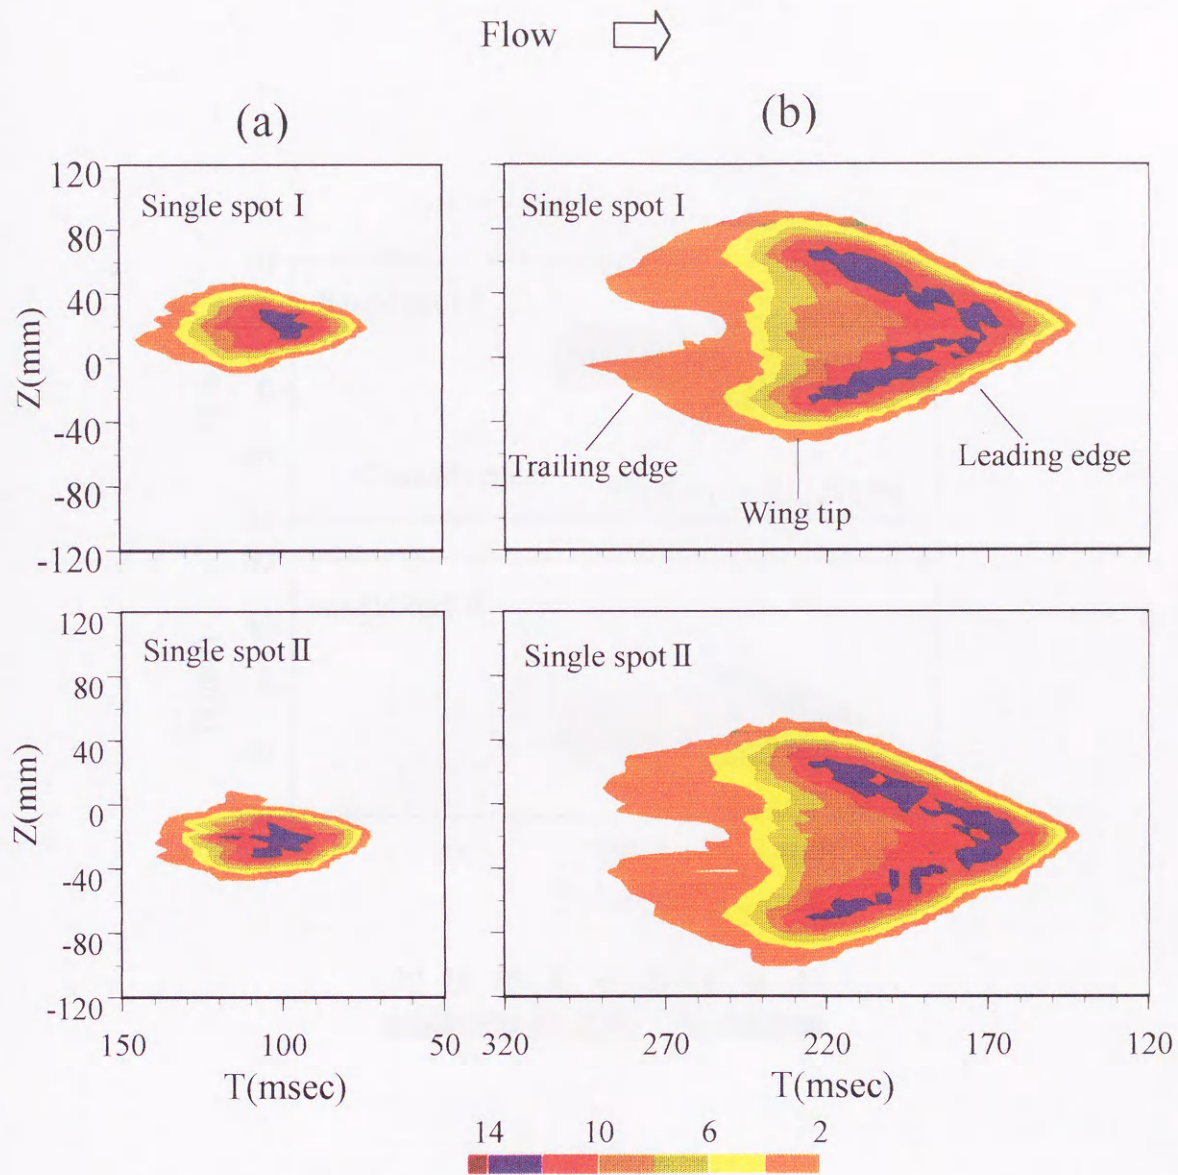 Flow
(a)
(b)
Single spot I
Single spot I
120
80
40
0
-40
-80
-120
Z(mm)
Trailing edge
Wing tip
Leading edge
Single spot II
Single spot II
120
80
40
0
-40
-80
-120
Z(mm)
150 100 50
320 270 220 170 120
T(msec)
T(msec)
14 10 6 2